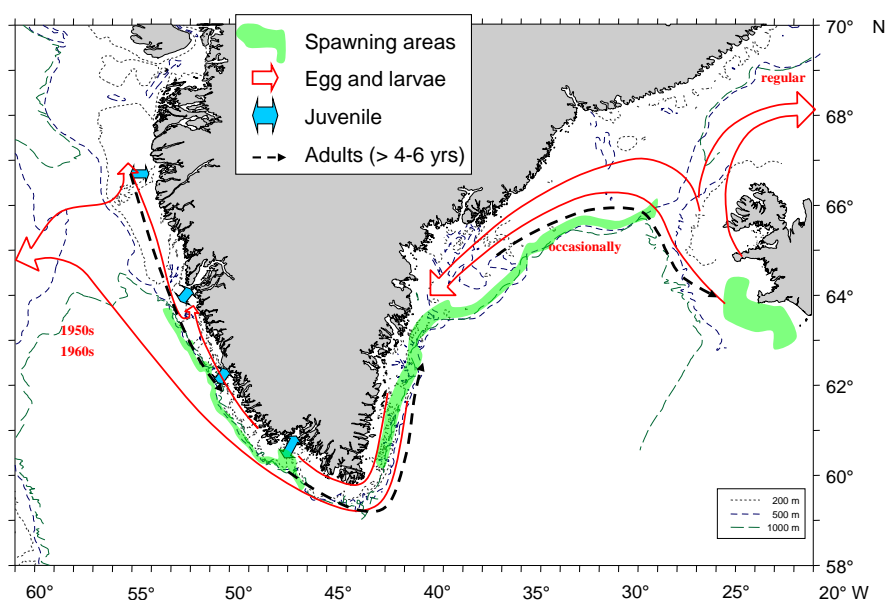 70° N
Spawning areas
Egg and larvae
Juvenile
Adults (> 4-6 yrs)
regular
68°
66°
occasionally
64°
1950s
1960s
62°
60°
200 m
500 m
1000 m
58°
60° 55° 50° 45° 40° 35° 30° 25° 20° W